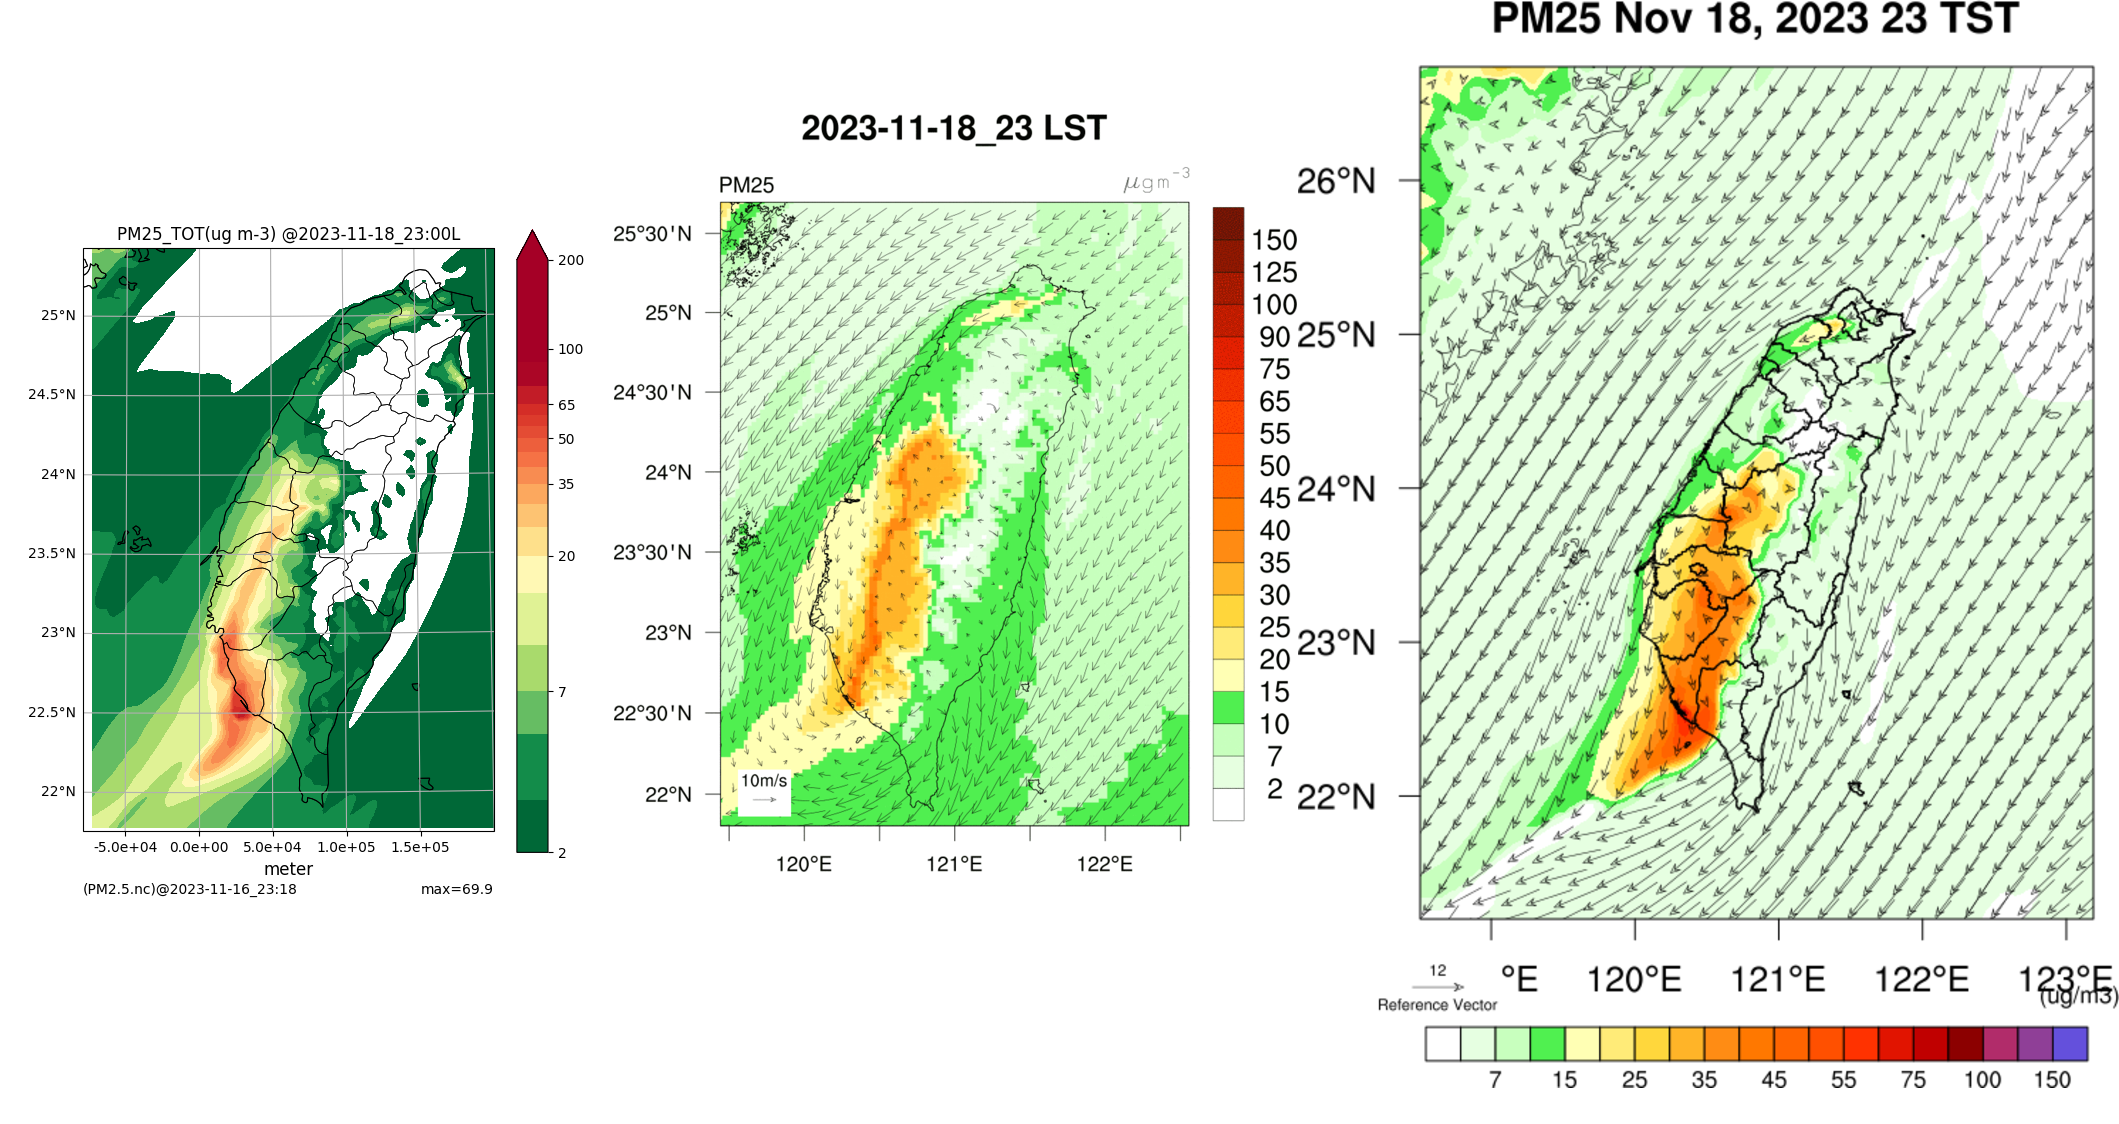 PM25_TOT(ug m-3) @2023-11-18_23:00L
25°N
24.5°N
24°N
23.5°N
23°N
22.5°N
22°N
-5.0e+04 0.0e+00 5.0e+04 1.0e+05 1.5e+05
meter
(PM2.5.nc)@2023-11-16_23:18 max=69.9
200
100
65
50
35
20
7
2
2023-11-18_23 LST
PM25 μgm⁻³
25°30'N
25°N
24°30'N
24°N
23°30'N
23°N
22°30'N
22°N
10m/s
120°E 121°E 122°E
150
125
100
90
75
65
55
50
45
40
35
30
25
20
15
10
7
2
PM25 Nov 18, 2023 23 TST
26°N
25°N
24°N
23°N
22°N
°E 120°E 121°E 122°E 123°E
12
Reference Vector
(ug/m3)
7 15 25 35 45 55 75 100 150